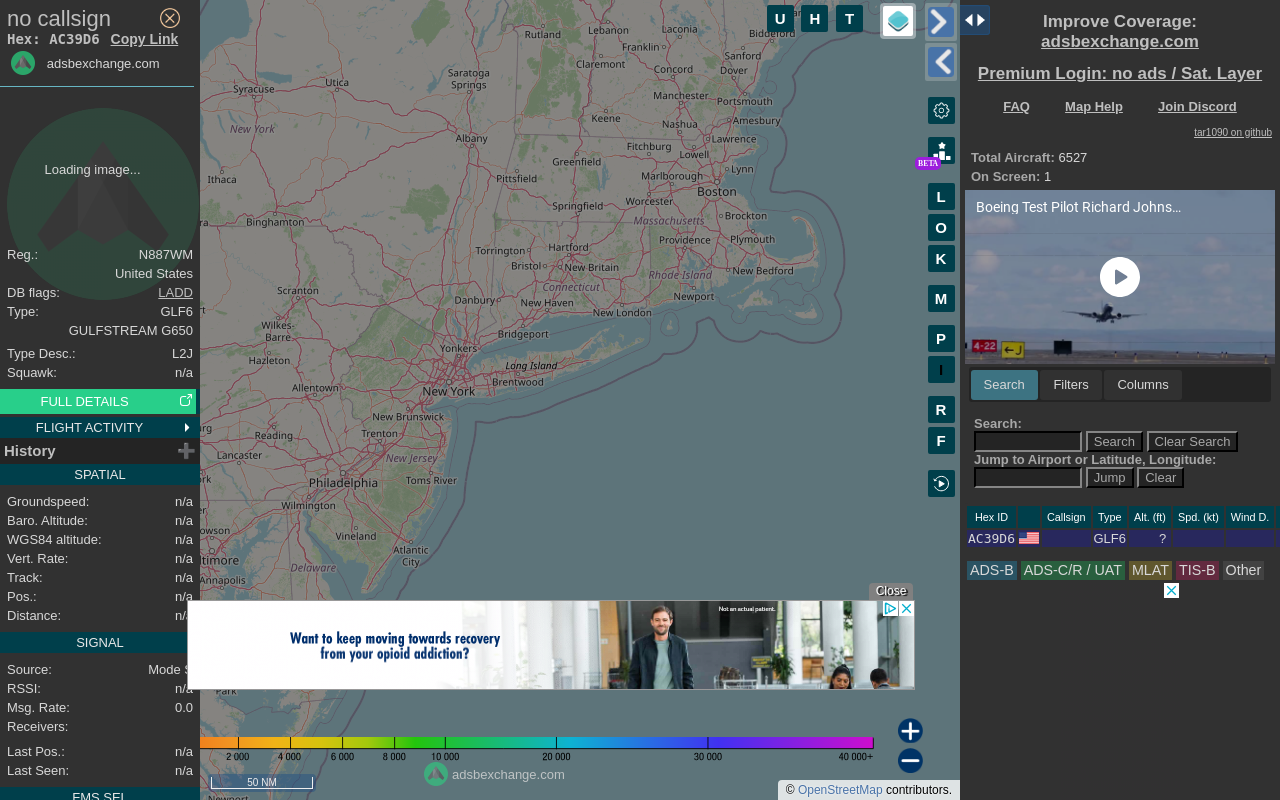 no callsign
Hex: AC39D6 Copy Link
adsbexchange.com
Loading image...
Reg.: N887WM
United States
DB flags: LADD
Type: GLF6
GULFSTREAM G650
Type Desc.: L2J
Squawk: n/a
FULL DETAILS
FLIGHT ACTIVITY
History
SPATIAL
Groundspeed: n/a
Baro. Altitude: n/a
WGS84 altitude: n/a
Vert. Rate: n/a
Track: n/a
Pos.: n/a
Distance:
SIGNAL
Source: Mode
RSSI: n/a
Msg. Rate: 0.0
Receivers:
Last Pos.: n/a
Last Seen: n/a
FMS SEL
U H T
L
O
K
M
P
I
R
F
BETA
Rutland
Lebanon
Laconia
Biddeford
Franklin
Sanford
Claremont
Concord
Dover
Saratoga
Springs
Utica
Syracuse
Manchester
Portsmouth
Keene
Nashua
Amesbury
New York
Albany
Fitchburg
Lawrence
Greenfield
Lowell
Lynn
Ithaca
Pittsfield
Marlborough
Boston
Worcester
Springfield
Massachusetts
Brockton
Binghamton
Providence
Plymouth
Torrington
Hartford
Bristol
New Britain
Rhode Island
New Bedford
Connecticut
Newport
Scranton
Danbury
New Haven
New London
Wilkes-
Barre
Bridgeport
Yonkers
Hazleton
Long Island
Brentwood
Allentown
New York
New Brunswick
Reading
Trenton
Lancaster
New Jersey
Toms River
Philadelphia
Wilmington
Vineland
Atlantic
City
Annapolis
Delaware
Park
Newport
Close
Want to keep moving towards recovery
from your opioid addiction?
Not an actual patient.
2 000 4 000 6 000 8 000 10 000 20 000 30 000 40 000+
50 NM
adsbexchange.com
© OpenStreetMap contributors.
Improve Coverage:
adsbexchange.com
Premium Login: no ads / Sat. Layer
FAQ Map Help Join Discord
tar1090 on github
Total Aircraft: 6527
On Screen: 1
Boeing Test Pilot Richard Johns…
4-22
J
Search Filters Columns
Search:
Search Clear Search
Jump to Airport or Latitude, Longitude:
Jump Clear
Hex ID Callsign Type Alt. (ft) Spd. (kt) Wind D.
AC39D6 GLF6 ?
ADS-B ADS-C/R / UAT MLAT TIS-B Other